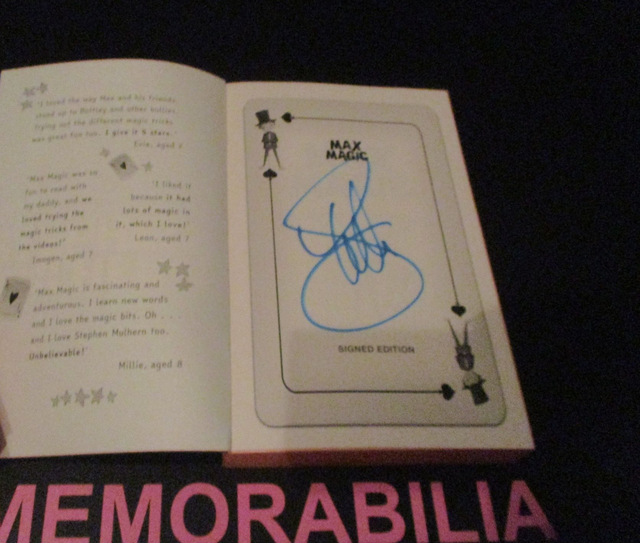 'I loved the way Max and his friends
stood up to Bottley and other bullies.
Trying out the different magic tricks
was great fun too. I give it 5 stars.'
Evie, aged 7
'Max Magic was so
fun to read with
my daddy, and we
loved trying the
magic tricks from
the videos!'
Imogen, aged 7
'I liked it
because it had
lots of magic in
it, which I love!'
Leon, aged 7
'Max Magic is fascinating and
adventurous. I learn new words
and I love the magic bits. Oh . . .
and I love Stephen Mulhern too.
Unbelievable!'
Millie, aged 8
MAX
MAGIC
SIGNED EDITION
MEMORABILIA